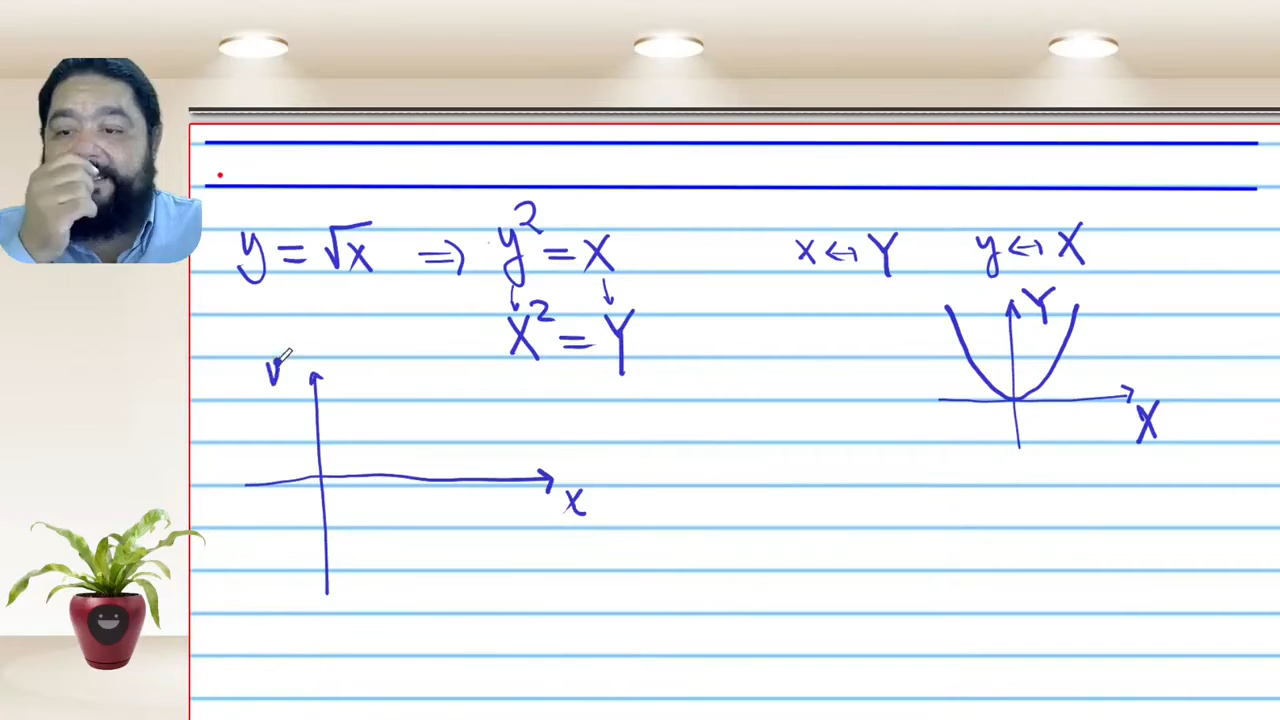 y = √x ⇒ y² = x
x ↔ Y
y ↔ X
X² = Y
Y
X
x